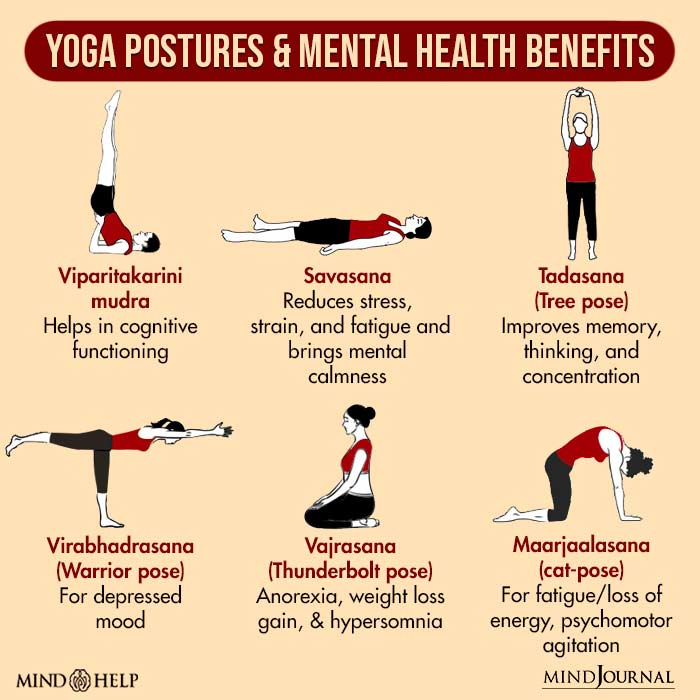 YOGA POSTURES & MENTAL HEALTH BENEFITS
Viparitakarini
mudra
Helps in cognitive
functioning
Savasana
Reduces stress,
strain, and fatigue and
brings mental
calmness
Tadasana
(Tree pose)
Improves memory,
thinking, and
concentration
Virabhadrasana
(Warrior pose)
For depressed
mood
Vajrasana
(Thunderbolt pose)
Anorexia, weight loss
gain, & hypersomnia
Maarjaalasana
(cat-pose)
For fatigue/loss of
energy, psychomotor
agitation
MIND HELP
MINDJOURNAL